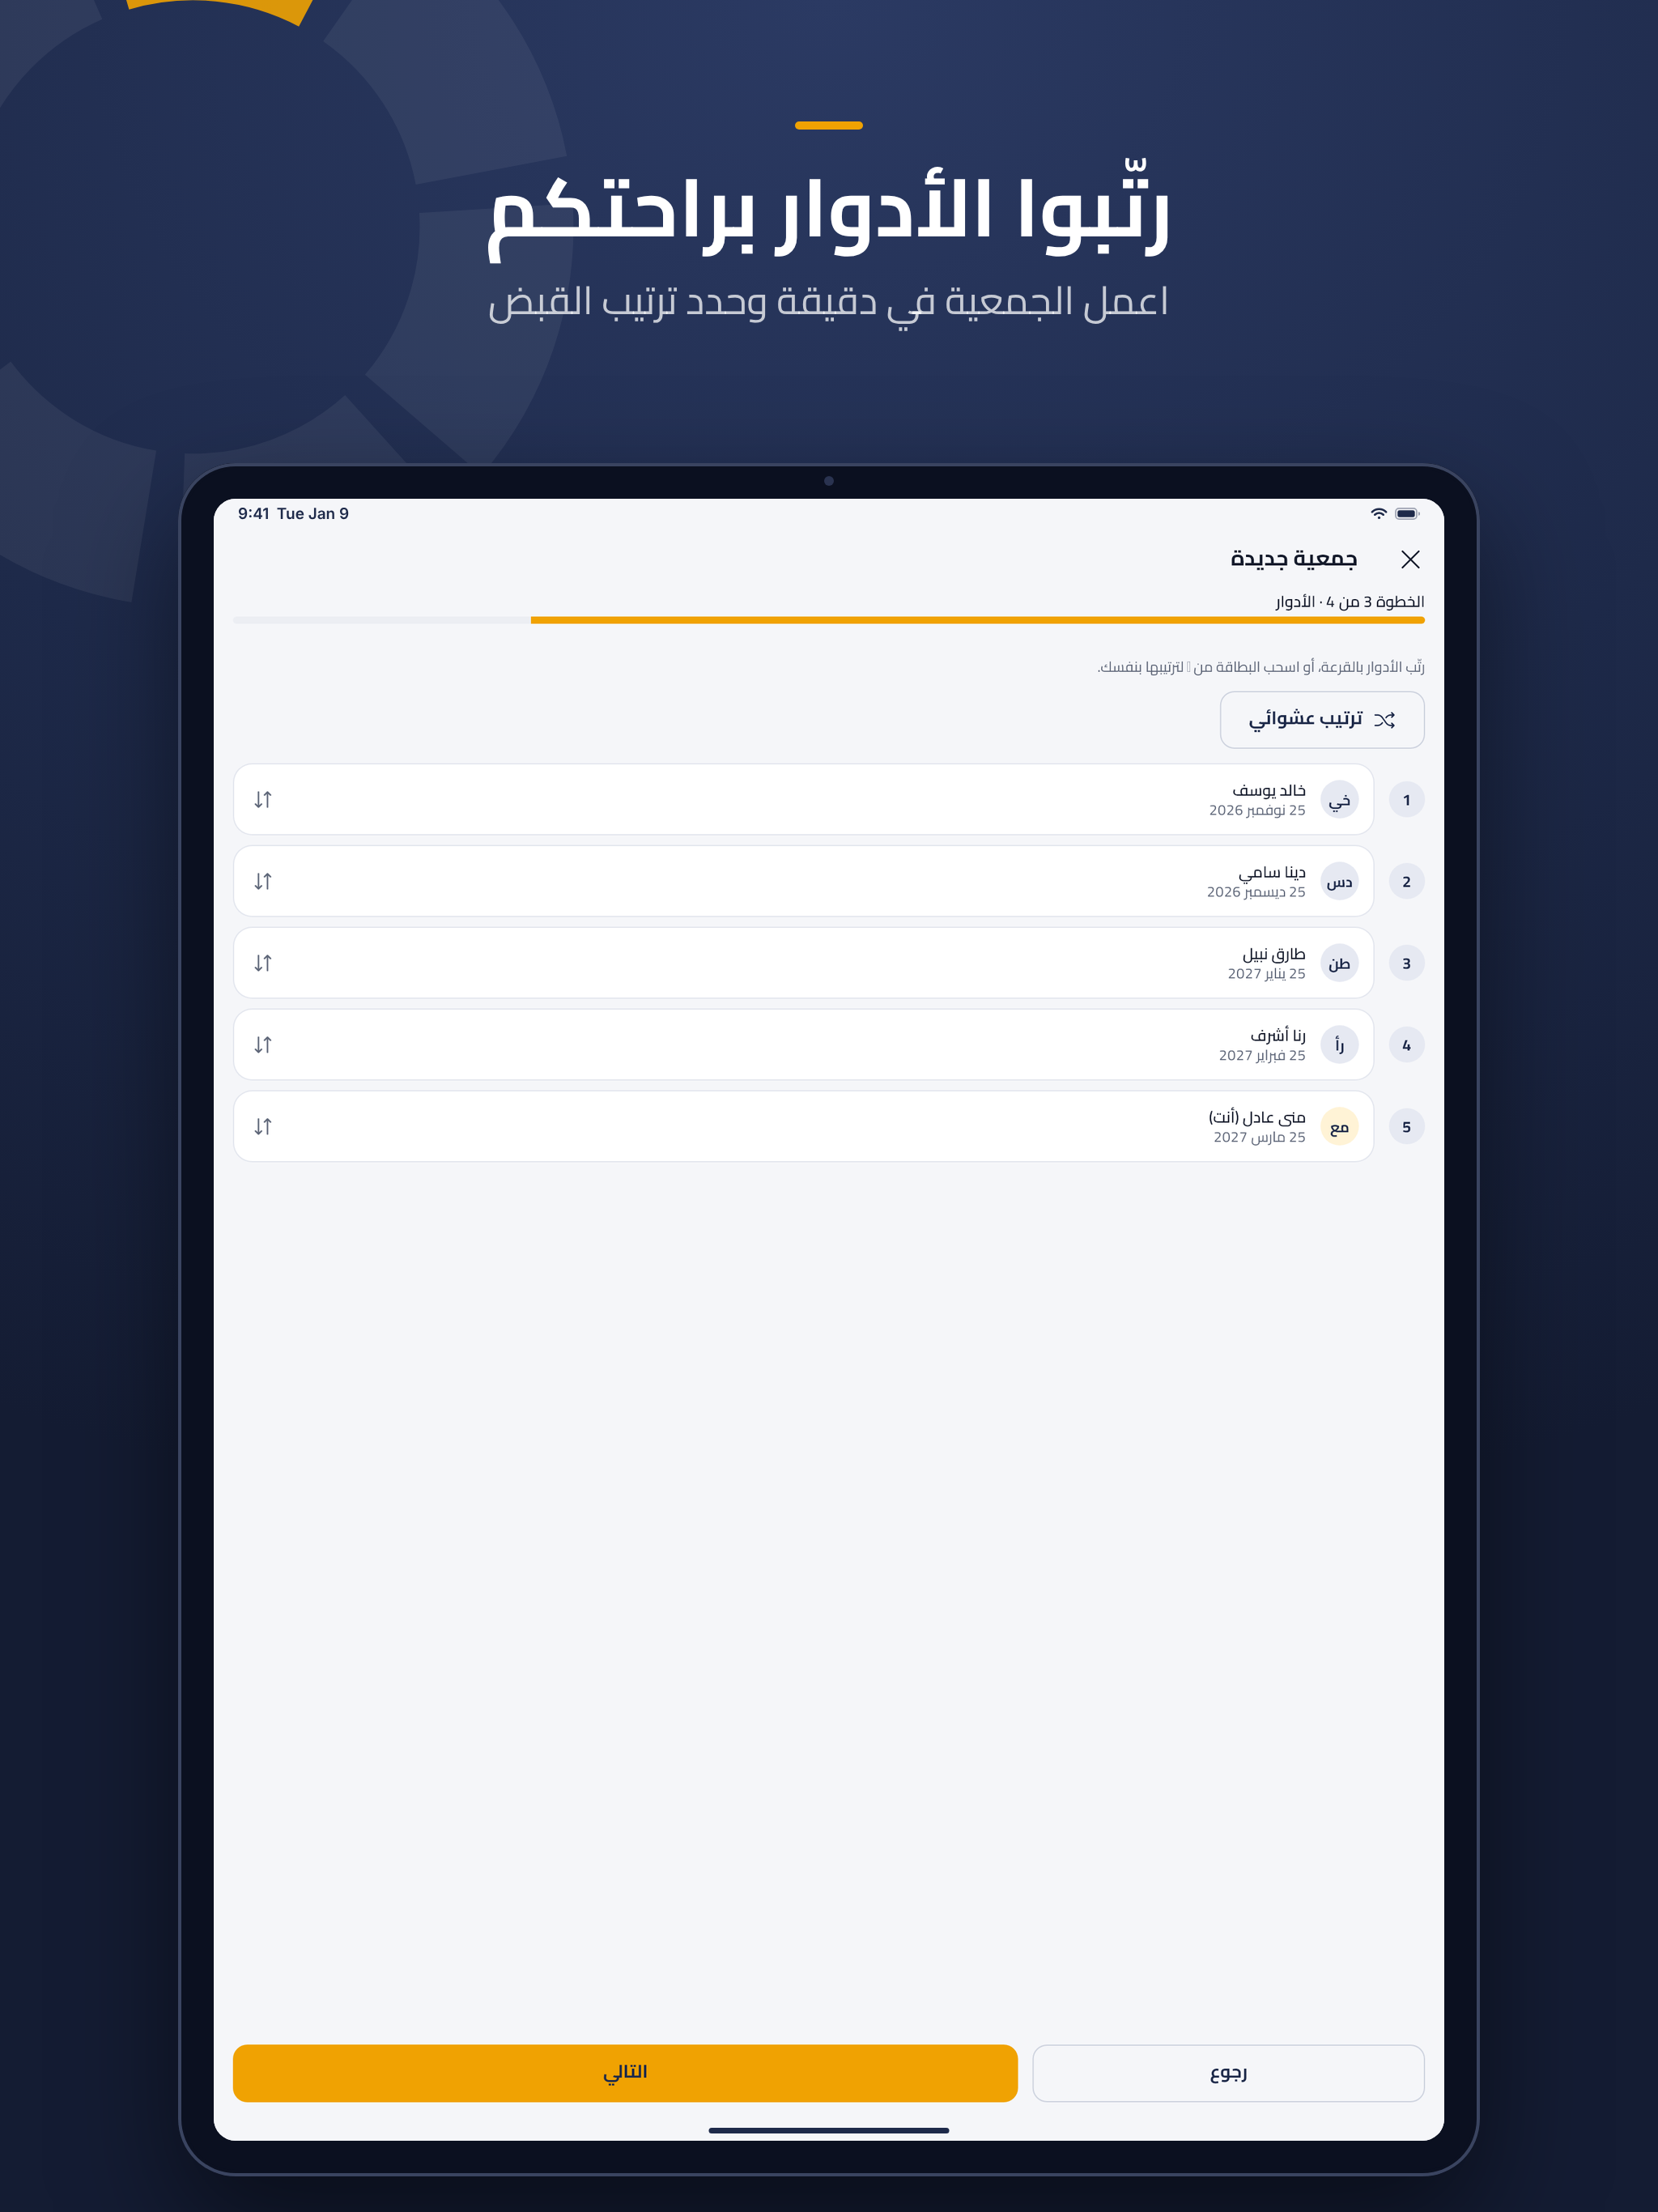 رتّبوا الأدوار براحتكم
اعمل الجمعية في دقيقة وحدد ترتيب القبض
9:41 Tue Jan 9
جمعية جديدة
الخطوة 3 من 4 · الأدوار
رتّب الأدوار بالقرعة، أو اسحب البطاقة من لترتيبها بنفسك.
ترتيب عشوائي
1
خي
خالد يوسف
25 نوفمبر 2026
2
دس
دينا سامي
25 ديسمبر 2026
3
طن
طارق نبيل
25 يناير 2027
4
رأ
رنا أشرف
25 فبراير 2027
5
مع
منى عادل (أنت)
25 مارس 2027
رجوع
التالي